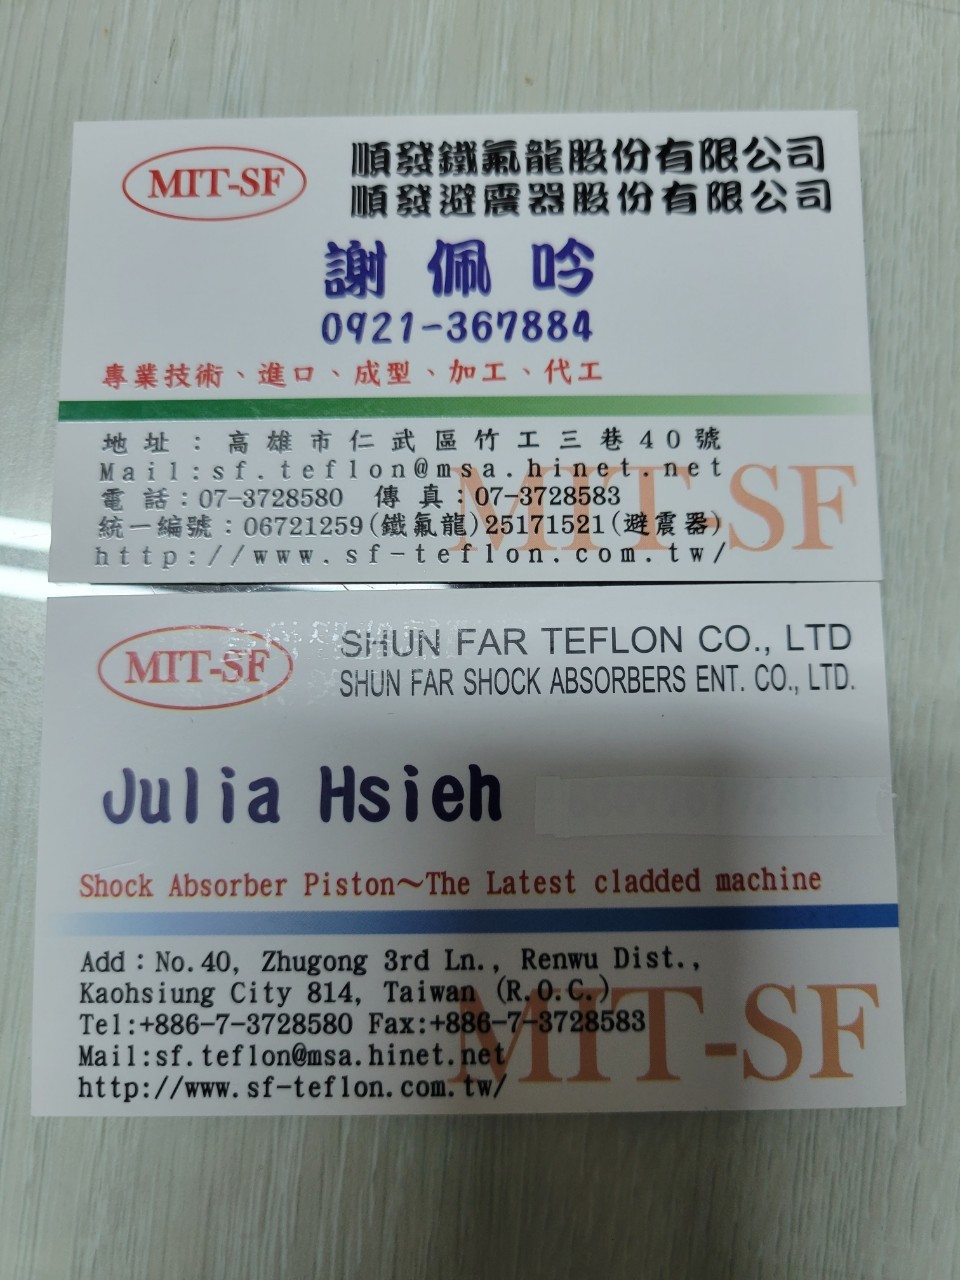 MIT-SF
順發鐵氟龍股份有限公司
順發避震器股份有限公司
謝佩吟
0921-367884
專業技術、進口、成型、加工、代工
地址：高雄市仁武區竹工三巷40號
Mail:sf.teflon@msa.hinet.net
電話：07-3728580 傳真：07-3728583
統一編號：06721259(鐵氟龍)25171521(避震器)
http://www.sf-teflon.com.tw/
MIT-SF
MIT-SF
SHUN FAR TEFLON CO., LTD
SHUN FAR SHOCK ABSORBERS ENT. CO., LTD.
Julia Hsieh
Shock Absorber Piston～The Latest cladded machine
Add：No.40, Zhugong 3rd Ln., Renwu Dist.,
Kaohsiung City 814, Taiwan (R.O.C.)
Tel:+886-7-3728580 Fax:+886-7-3728583
Mail:sf.teflon@msa.hinet.net
http://www.sf-teflon.com.tw/
MIT-SF